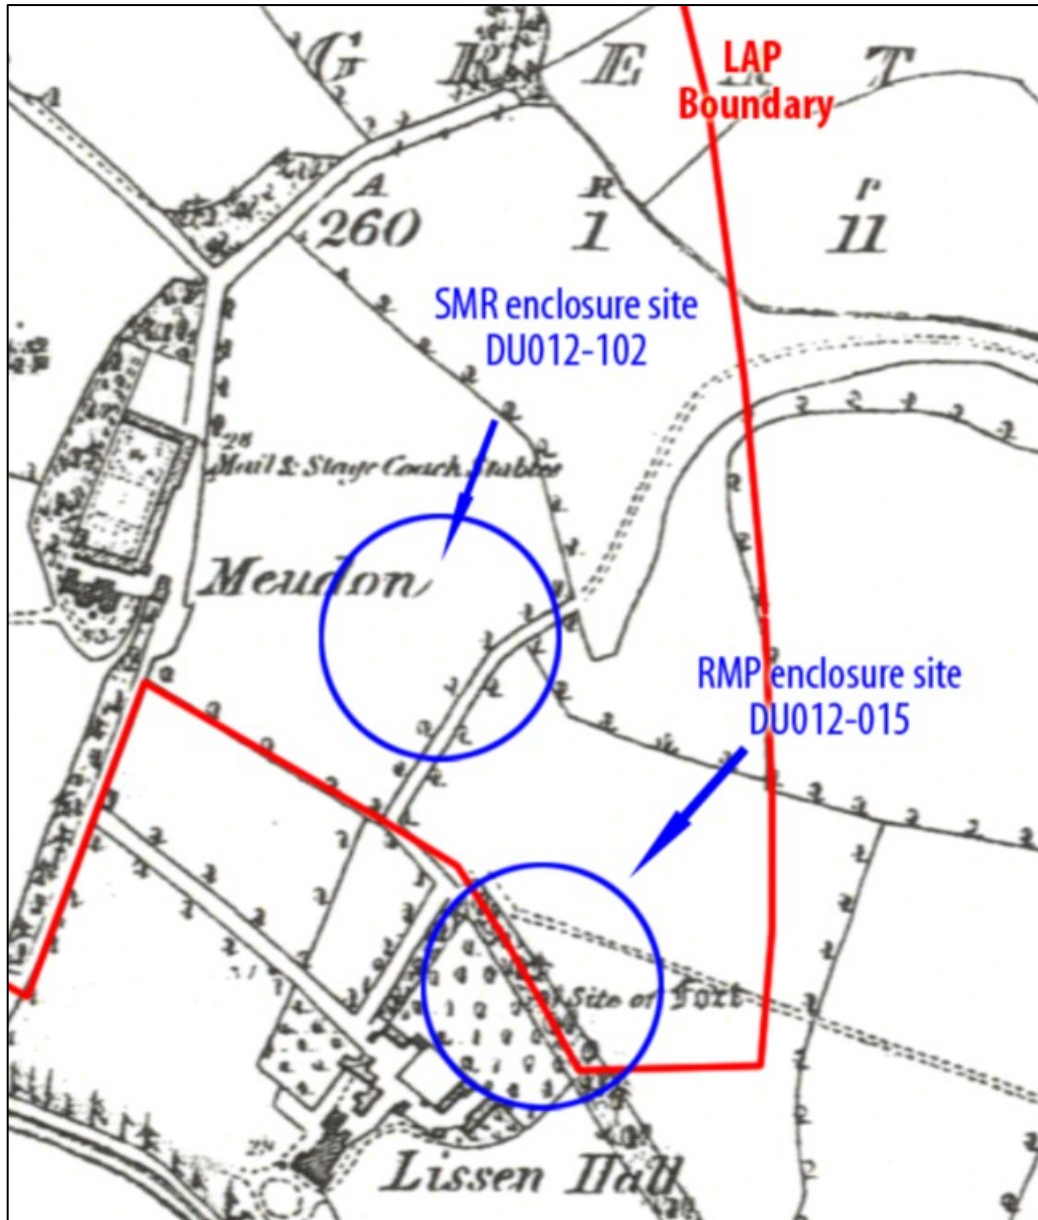 G R E A T
LAP
Boundary
A R P
260 1 11
SMR enclosure site
DU012-102
28
Mail & Stage Coach Stables
Meudon
RMP enclosure site
DU012-015
Site of Fort
Lissen Hall